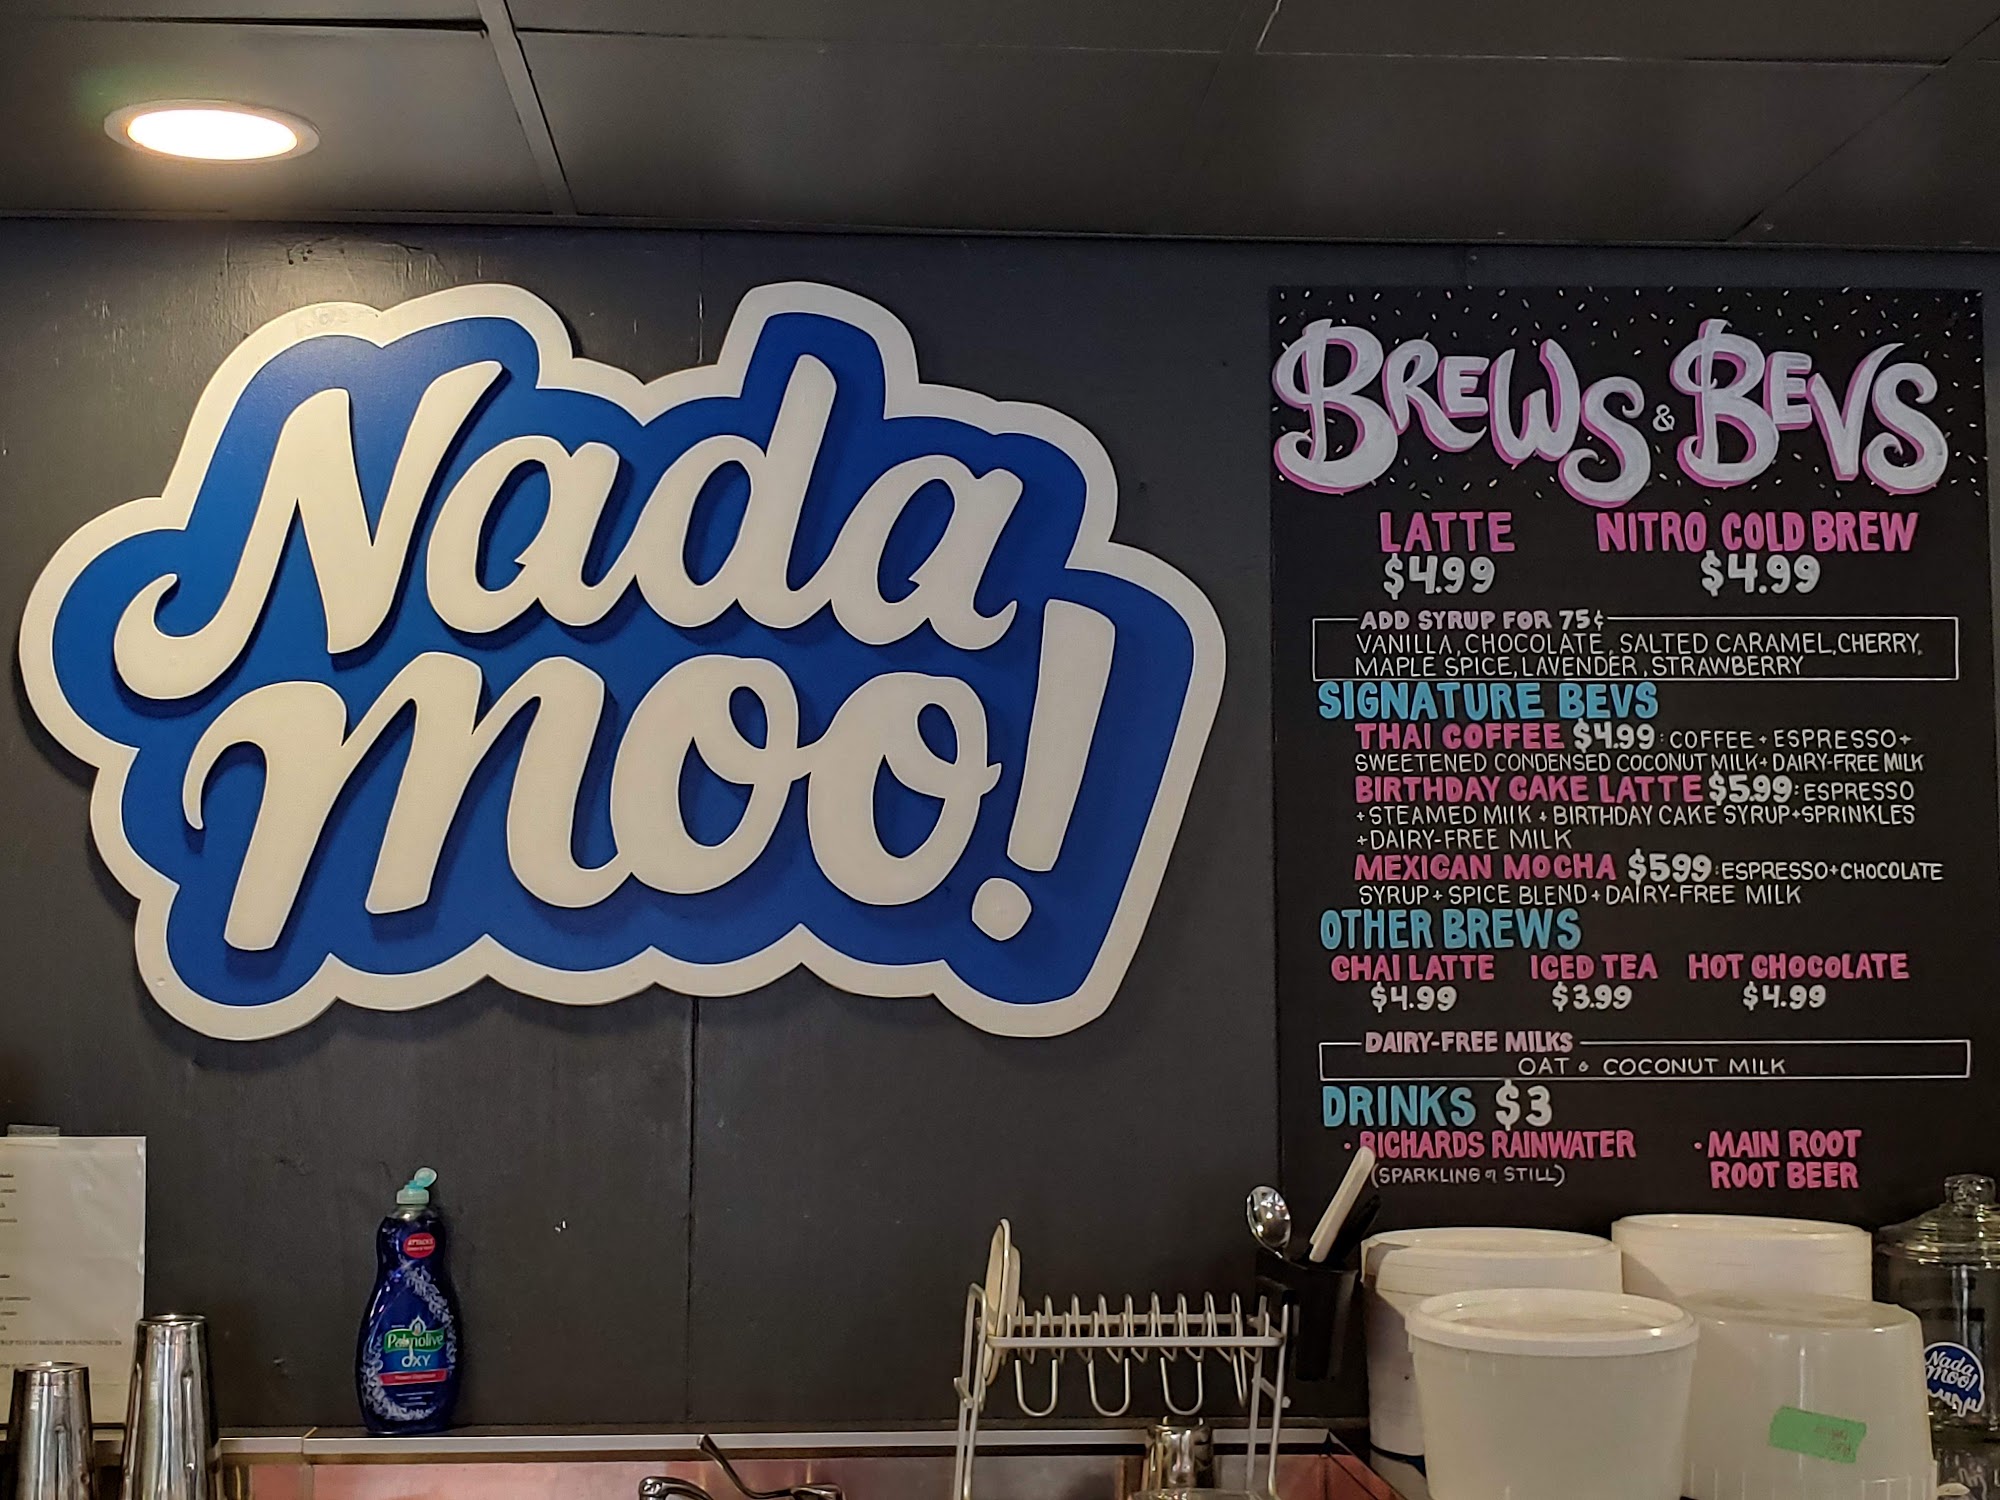 Nada
moo!
BREWS & BEVS
LATTE NITRO COLD BREW
$4.99 $4.99
ADD SYRUP FOR 75¢
VANILLA, CHOCOLATE, SALTED CARAMEL, CHERRY,
MAPLE SPICE, LAVENDER, STRAWBERRY
SIGNATURE BEVS
THAI COFFEE $4.99: COFFEE + ESPRESSO +
SWEETENED CONDENSED COCONUT MILK + DAIRY-FREE MILK
BIRTHDAY CAKE LATTE $5.99: ESPRESSO
+ STEAMED MIlK + BIRTHDAY CAKE SYRUP + SPRINKLES
+ DAIRY-FREE MILK
MEXICAN MOCHA $599: ESPRESSO + CHOCOLATE
SYRUP + SPICE BLEND + DAIRY-FREE MILK
OTHER BREWS
CHAI LATTE ICED TEA HOT CHOCOLATE
$4.99 $3.99 $4.99
DAIRY-FREE MILKS
OAT & COCONUT MILK
DRINKS $3
• RICHARDS RAINWATER • MAIN ROOT
(SPARKLING or STILL) ROOT BEER
Palmolive
OXY
Nada
moo!